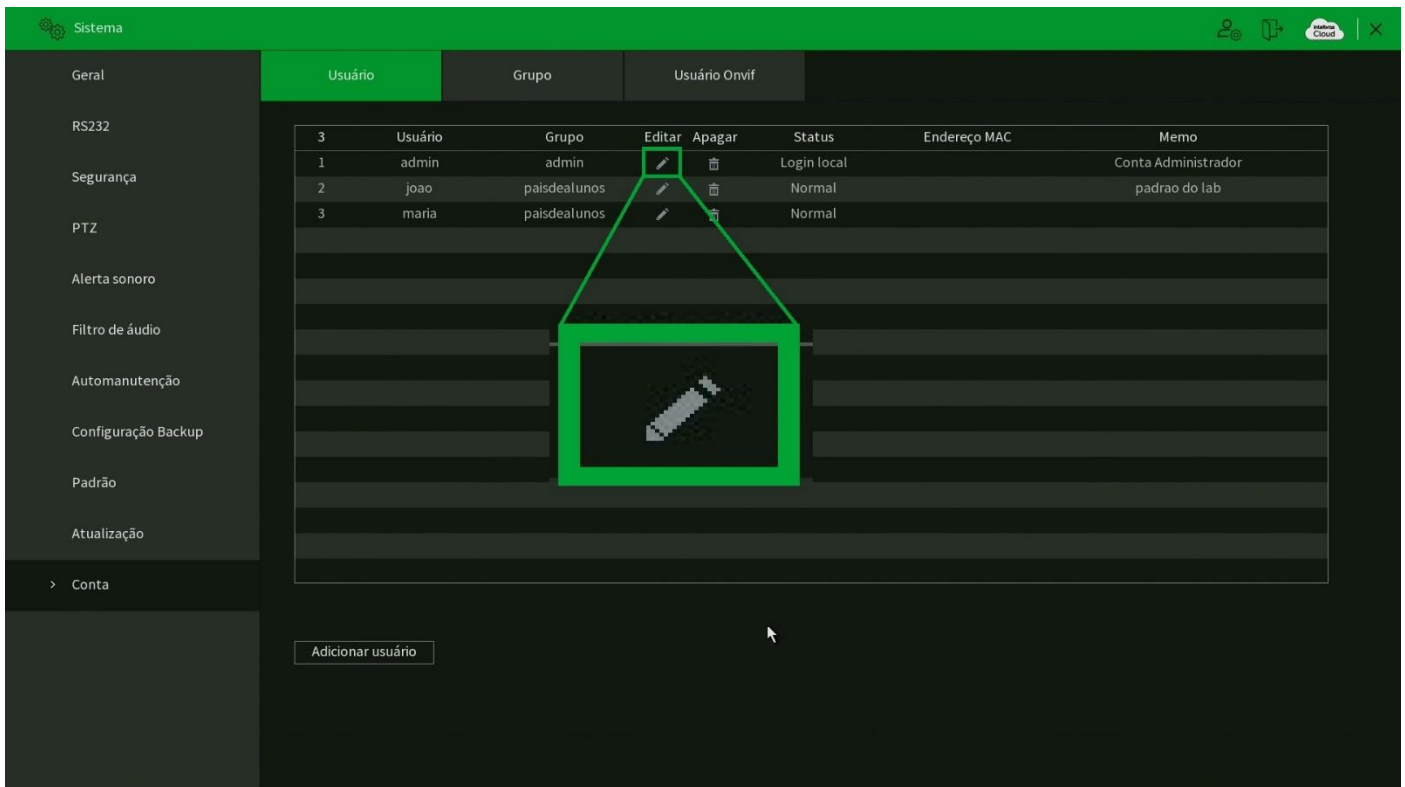 Sistema
intelbras
Cloud
Geral
RS232
Segurança
PTZ
Alerta sonoro
Filtro de áudio
Automanutenção
Configuração Backup
Padrão
Atualização
> Conta
Usuário Grupo Usuário Onvif
3 Usuário Grupo Editar Apagar Status Endereço MAC Memo
1 admin admin Login local Conta Administrador
2 joao paisdealunos Normal padrao do lab
3 maria paisdealunos Normal
Adicionar usuário